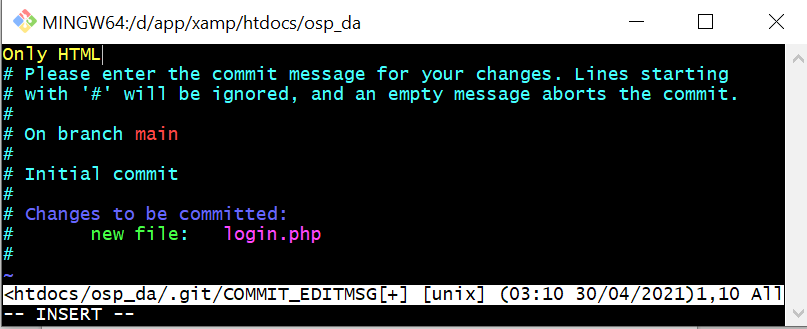 MINGW64:/d/app/xamp/htdocs/osp_da
Only HTML
# Please enter the commit message for your changes. Lines starting
# with '#' will be ignored, and an empty message aborts the commit.
#
# On branch main
#
# Initial commit
#
# Changes to be committed:
#       new file:   login.php
#
~
<htdocs/osp_da/.git/COMMIT_EDITMSG[+] [unix] (03:10 30/04/2021)1,10 All
-- INSERT --